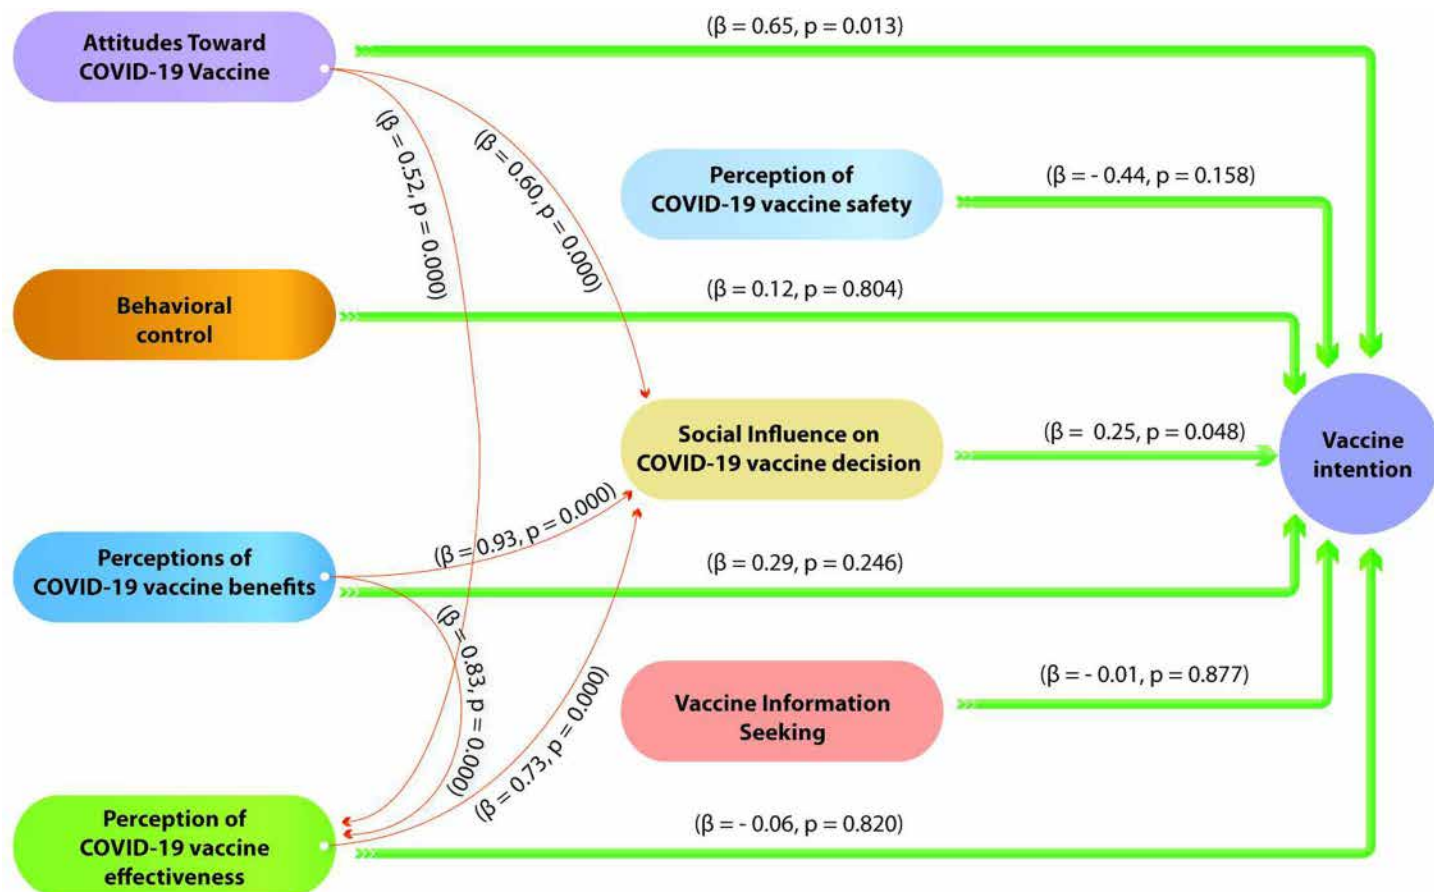 (β = 0.65, p = 0.013)
Attitudes Toward
COVID-19 Vaccine
(β = 0.52, p = 0.000)
(β = 0.60, p = 0.000)
Perception of
COVID-19 vaccine safety
(β = - 0.44, p = 0.158)
Behavioral
control
(β = 0.12, p = 0.804)
Social Influence on
COVID-19 vaccine decision
(β =  0.25, p = 0.048)
Vaccine
intention
(β = 0.93, p = 0.000)
Perceptions of
COVID-19 vaccine benefits
(β = 0.29, p = 0.246)
(β = 0.83, p = 0.000)
(β = 0.73, p = 0.000)
Vaccine Information
Seeking
(β = - 0.01, p = 0.877)
Perception of
COVID-19 vaccine
effectiveness
(β = - 0.06, p = 0.820)